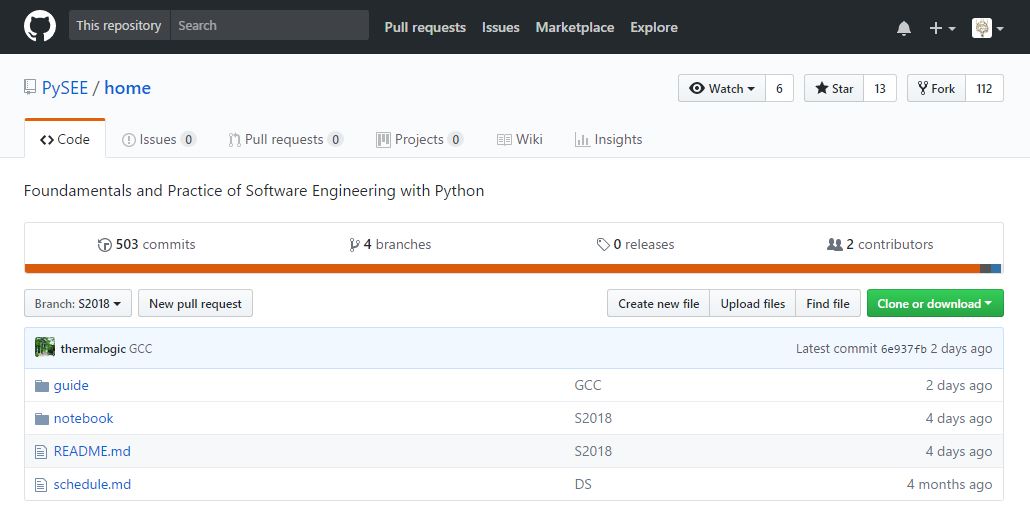 This repository Search Pull requests Issues Marketplace Explore
PySEE / home Watch 6 Star 13 Fork 112
Code Issues 0 Pull requests 0 Projects 0 Wiki Insights
Foundamentals and Practice of Software Engineering with Python
503 commits 4 branches 0 releases 2 contributors
Branch: S2018 New pull request Create new file Upload files Find file Clone or download
thermalogic GCC Latest commit 6e937fb 2 days ago
guide GCC 2 days ago
notebook S2018 4 days ago
README.md S2018 4 days ago
schedule.md DS 4 months ago